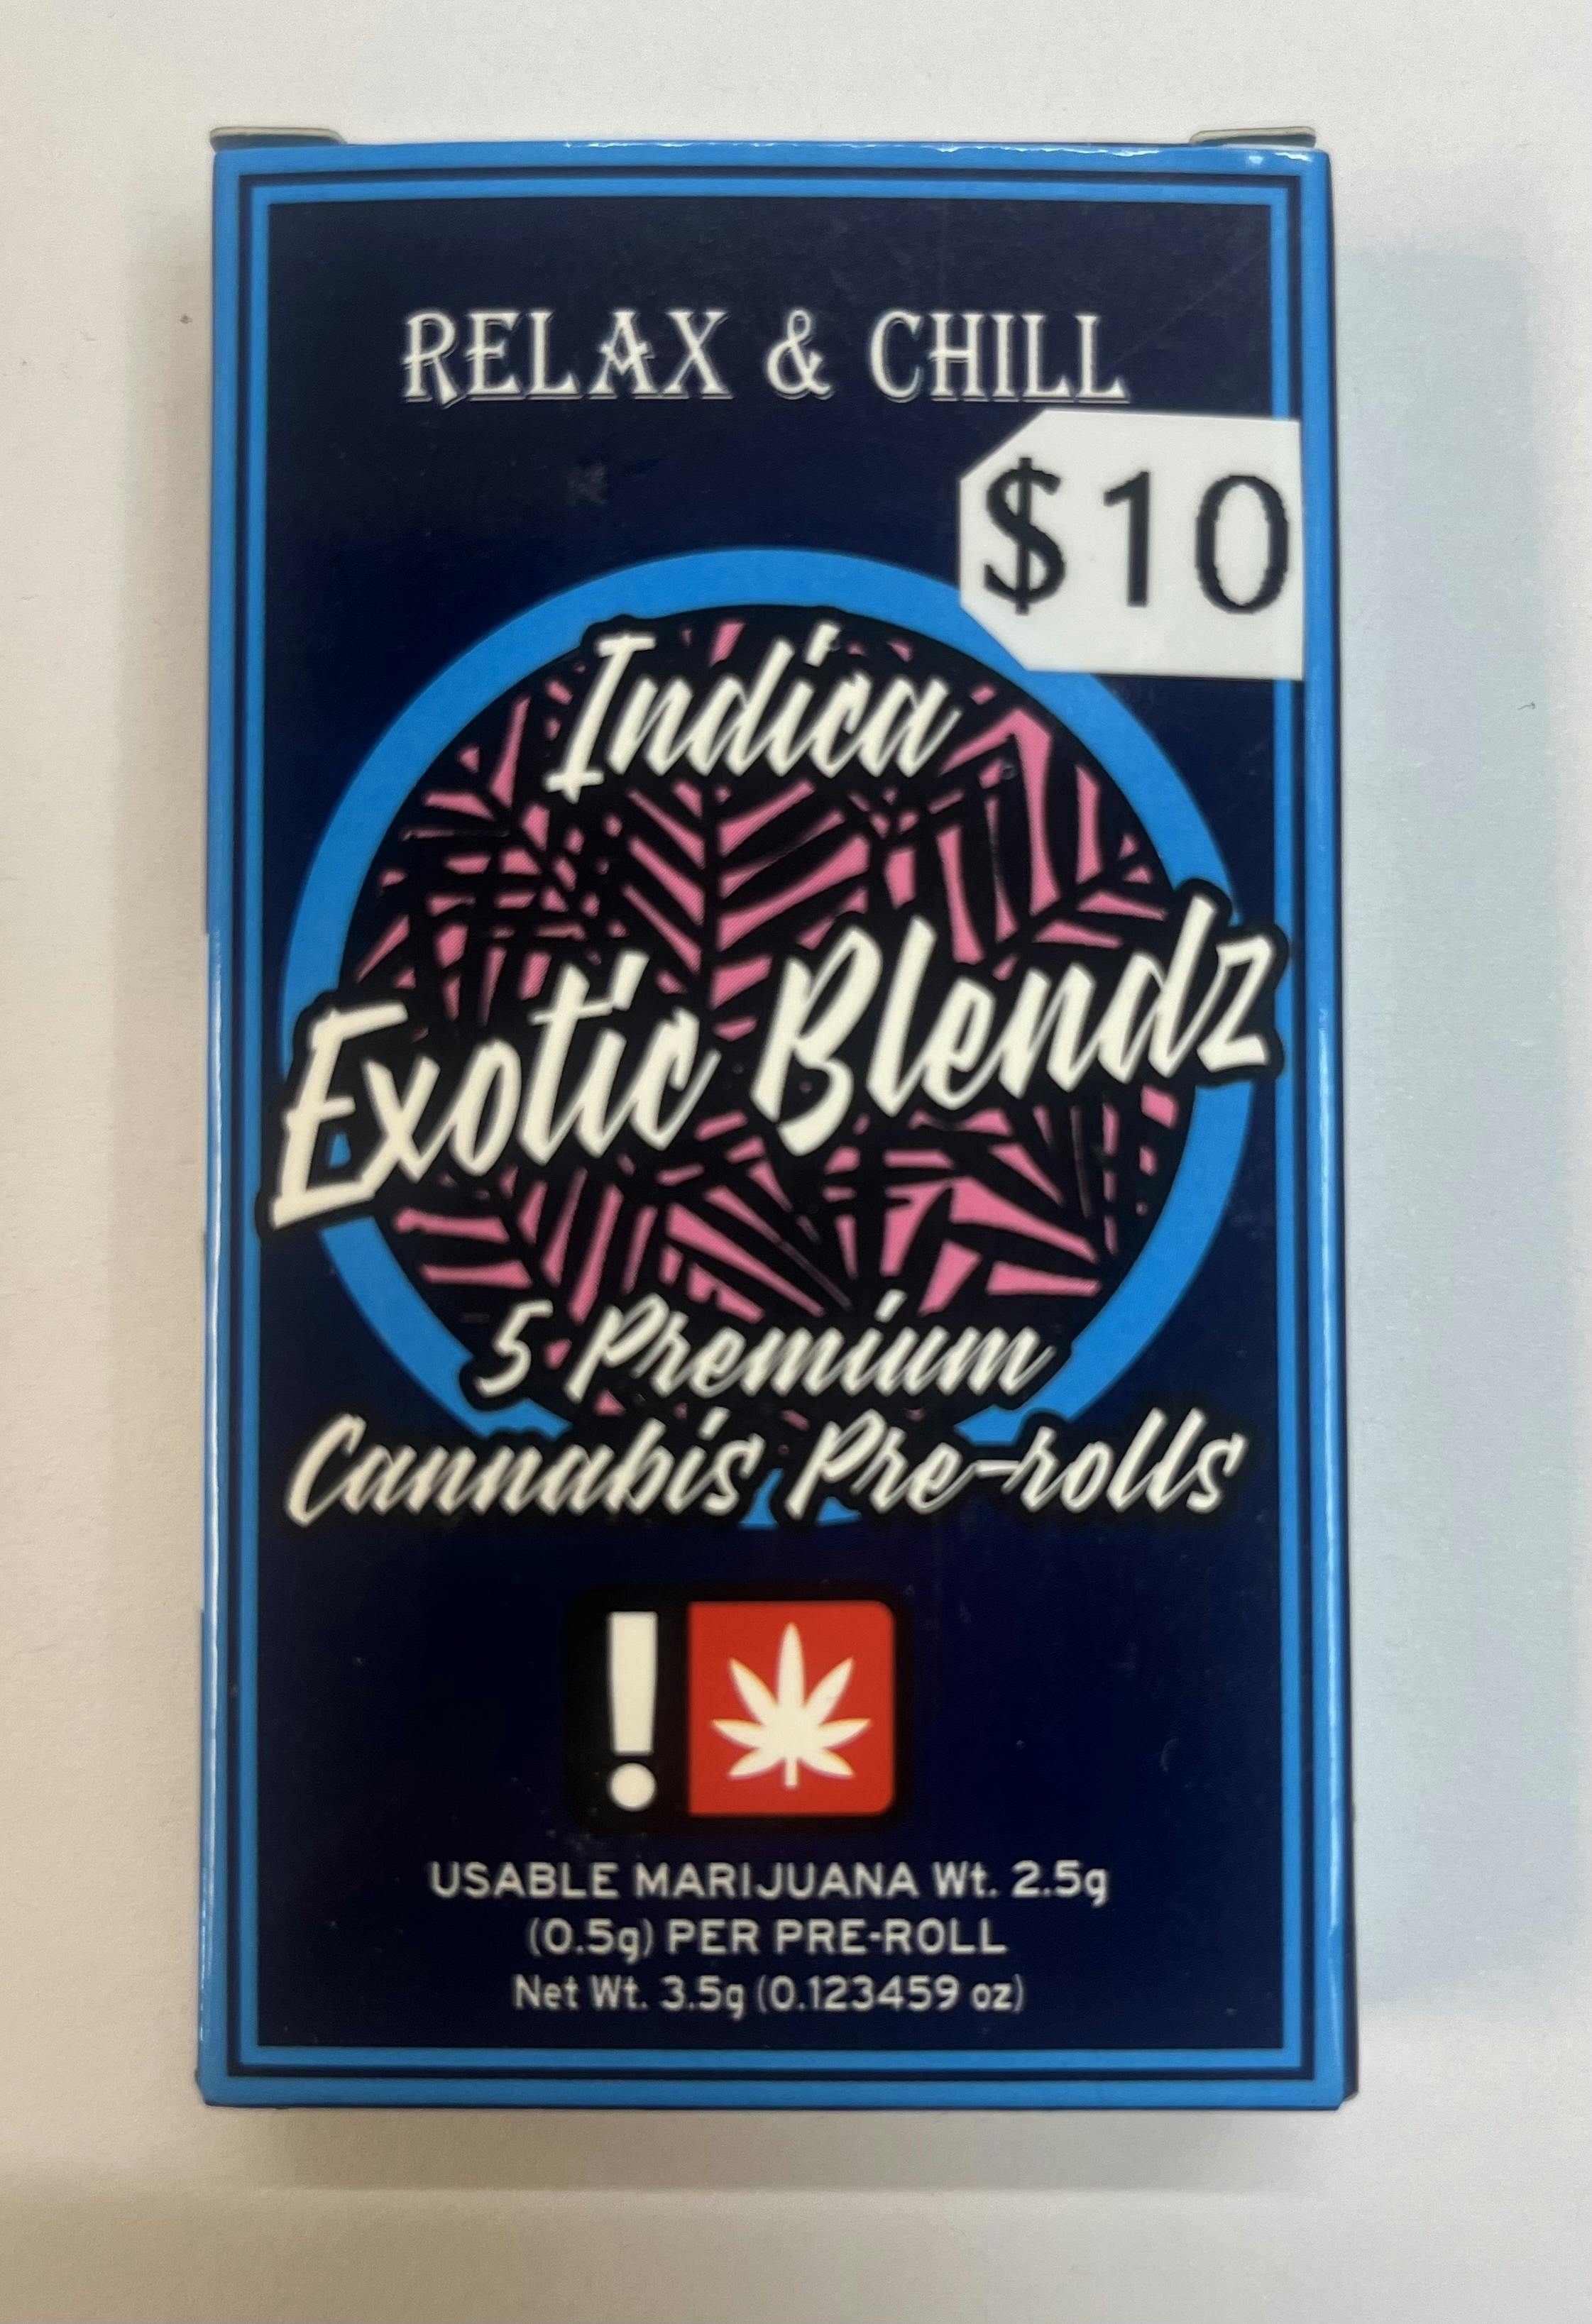 RELAX & CHILL
$10
Indica
Exotic Blendz
5 Premium
Cannabis Pre-rolls
!
USABLE MARIJUANA Wt. 2.5g
(0.5g) PER PRE-ROLL
Net Wt. 3.5g (0.123459 oz)